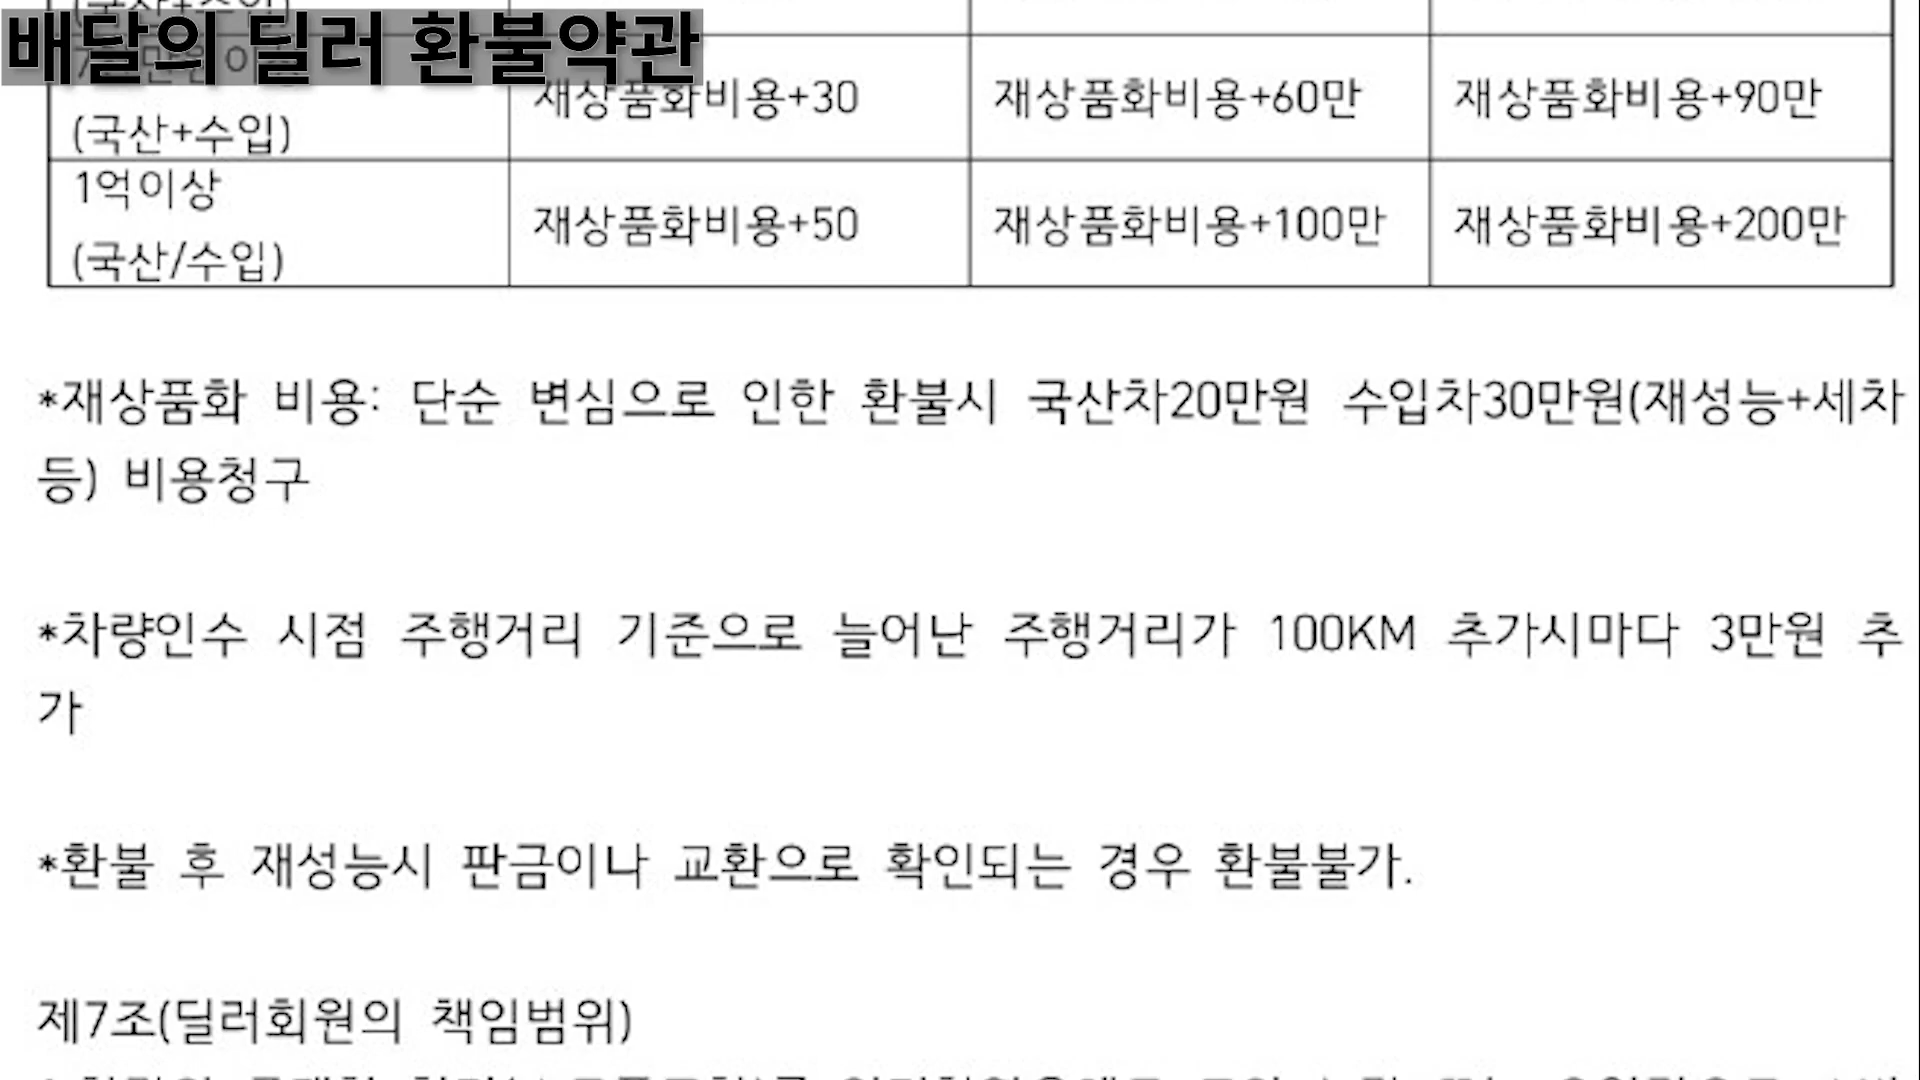 배달의 딜러 환불약관
(국산+수입)
재상품화비용+30 재상품화비용+60만 재상품화비용+90만
(국산+수입)
1억이상
재상품화비용+50 재상품화비용+100만 재상품화비용+200만
(국산/수입)
*재상품화 비용: 단순 변심으로 인한 환불시 국산차20만원 수입차30만원(재성능+세차
등) 비용청구
*차량인수 시점 주행거리 기준으로 늘어난 주행거리가 100KM 추가시마다 3만원 추
가
*환불 후 재성능시 판금이나 교환으로 확인되는 경우 환불불가.
제7조(딜러회원의 책임범위)